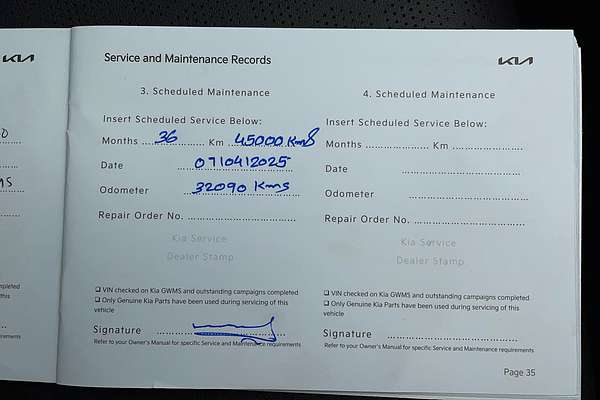 KIA
Service and Maintenance Records
KIA
3. Scheduled Maintenance
Insert Scheduled Service Below:
Months 36 Km 45000 Kms
Date 07/04/2025
Odometer 32090 Kms
Repair Order No.
Kia Service
Dealer Stamp
❏ VIN checked on Kia GWMS and outstanding campaigns completed
❏ Only Genuine Kia Parts have been used during servicing of this
vehicle
Signature
Refer to your Owner's Manual for specific Service and Maintenance requirements
4. Scheduled Maintenance
Insert Scheduled Service Below:
Months Km
Date
Odometer
Repair Order No.
Kia Service
Dealer Stamp
❏ VIN checked on Kia GWMS and outstanding campaigns completed
❏ Only Genuine Kia Parts have been used during servicing of this
vehicle
Signature
Refer to your Owner's Manual for specific Service and Maintenance requirements
Page 35